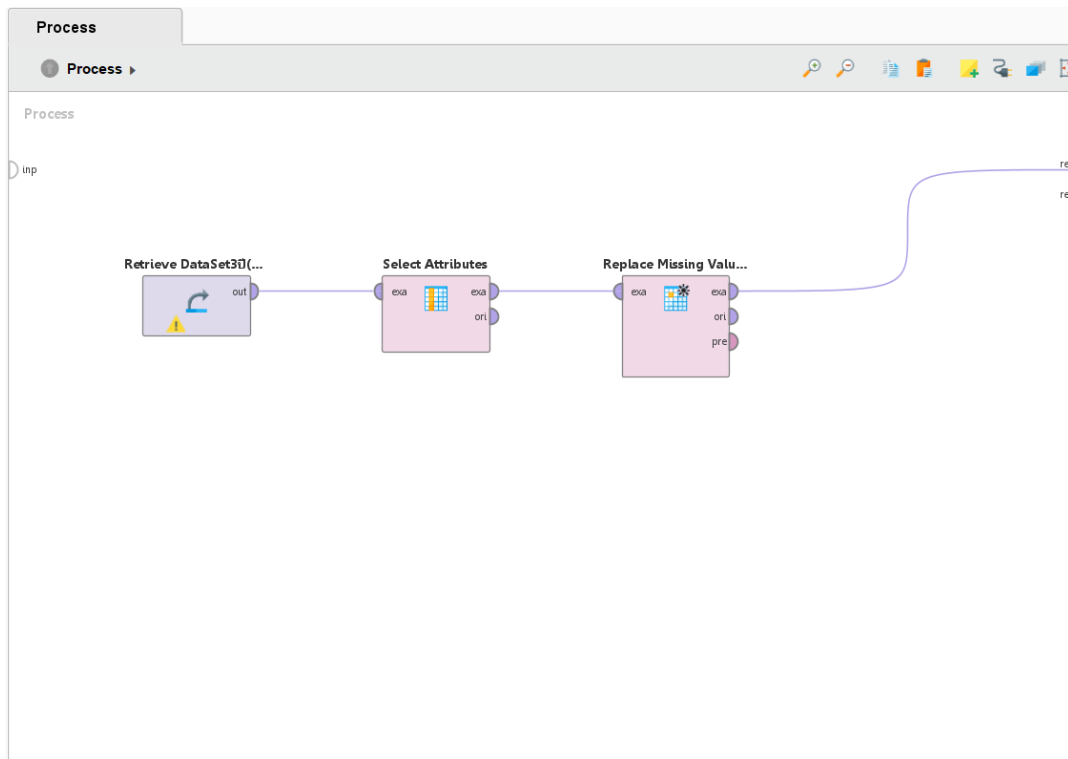 Process
Process
Process
inp
re
re
Retrieve DataSet3ปี(...
out
Select Attributes
exa
exa
ori
Replace Missing Valu...
exa
exa
ori
pre